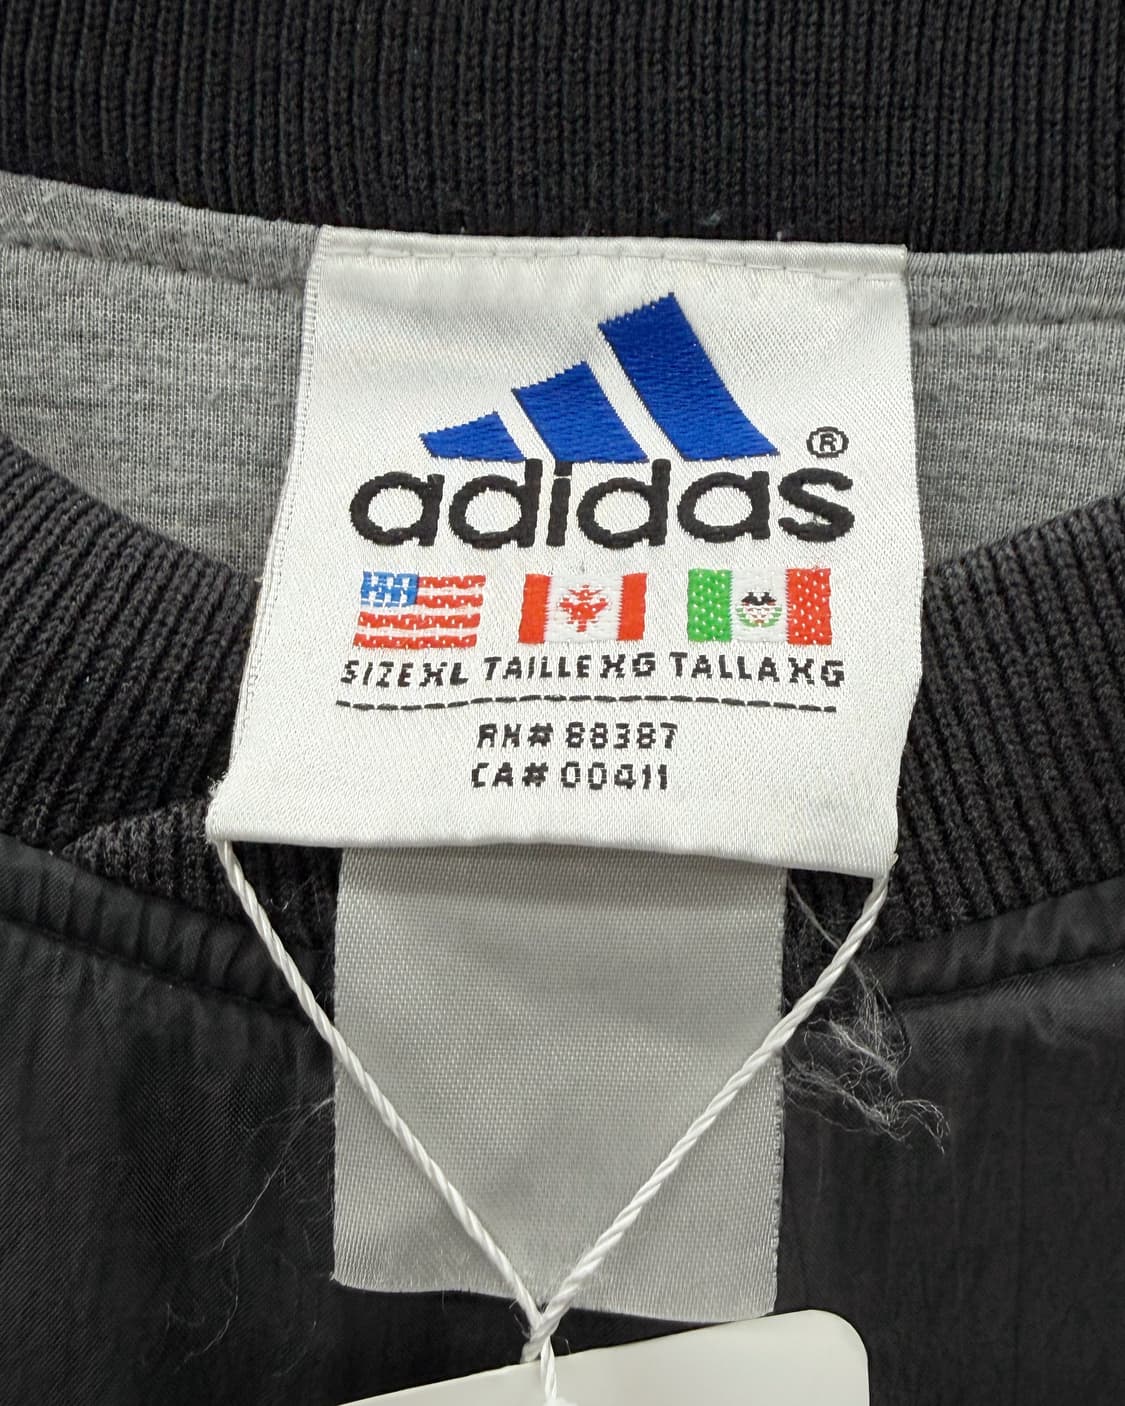 adidas®
SIZE XL TAILLE XG TALLA XG
RN# 88387
CA# 00411